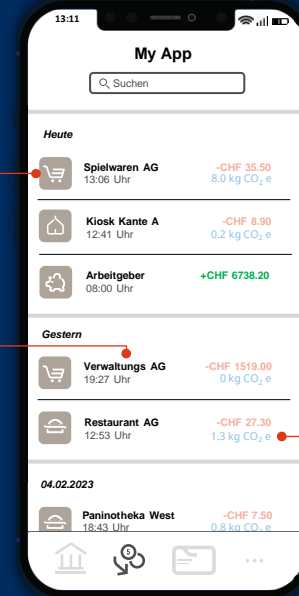 13:11
My App
Suchen
Heute
Spielwaren AG -CHF 35.50
13:06 Uhr 8.0 kg CO₂ e
Kiosk Kante A -CHF 8.90
12:41 Uhr 0.2 kg CO₂ e
Arbeitgeber +CHF 6738.20
08:00 Uhr
Gestern
Verwaltungs AG -CHF 1519.00
19:27 Uhr 0 kg CO₂ e
Restaurant AG -CHF 27.30
12:53 Uhr 1.3 kg CO₂ e
04.02.2023
Paninotheka West -CHF 7.50
18:43 Uhr 0.8 kg CO₂ e
5